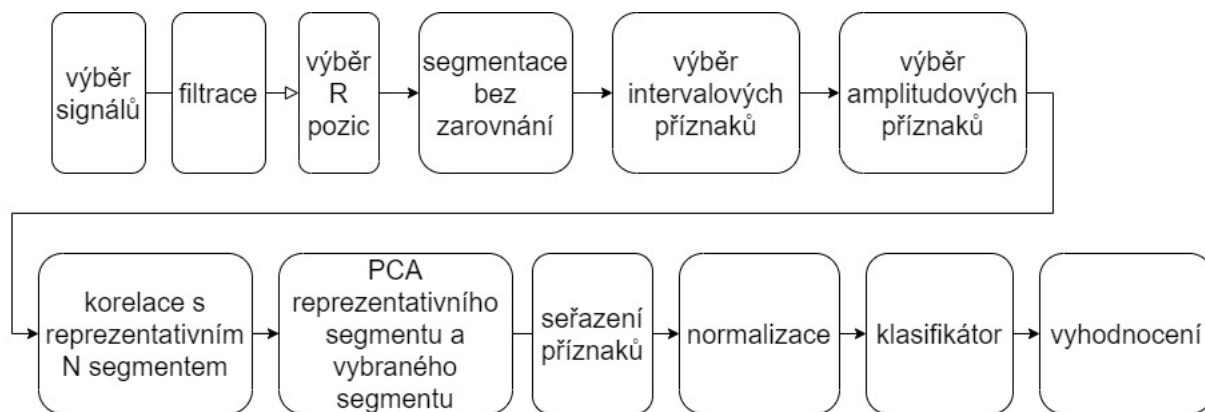 výběr
signálů
filtrace
výběr
R
pozic
segmentace
bez
zarovnání
výběr
intervalových
příznaků
výběr
amplitudových
příznaků
korelace s
reprezentativním
N segmentem
PCA
reprezentativního
segmentu a
vybraného
segmentu
seřazení
příznaků
normalizace
klasifikátor
vyhodnocení